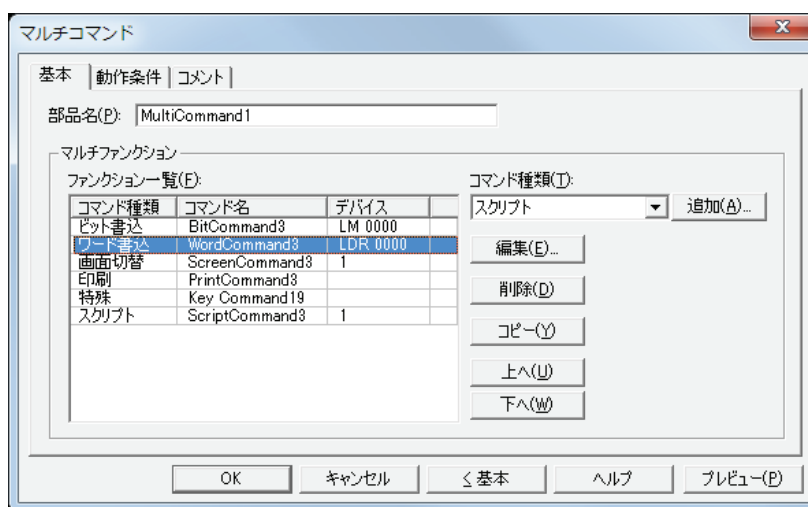 マルチコマンド
基本 動作条件 コメント
部品名(P): MultiCommand1
マルチファンクション
ファンクション一覧(F):
コマンド種類 コマンド名 デバイス
ビット書込 BitCommand3 LM 0000
ワード書込 WordCommand3 LDR 0000
画面切替 ScreenCommand3 1
印刷 PrintCommand3
特殊 Key Command19
スクリプト ScriptCommand3 1
コマンド種類(T):
スクリプト 追加(A)...
編集(E)...
削除(D)
コピー(Y)
上へ(U)
下へ(W)
OK キャンセル < 基本 ヘルプ プレビュー(P)